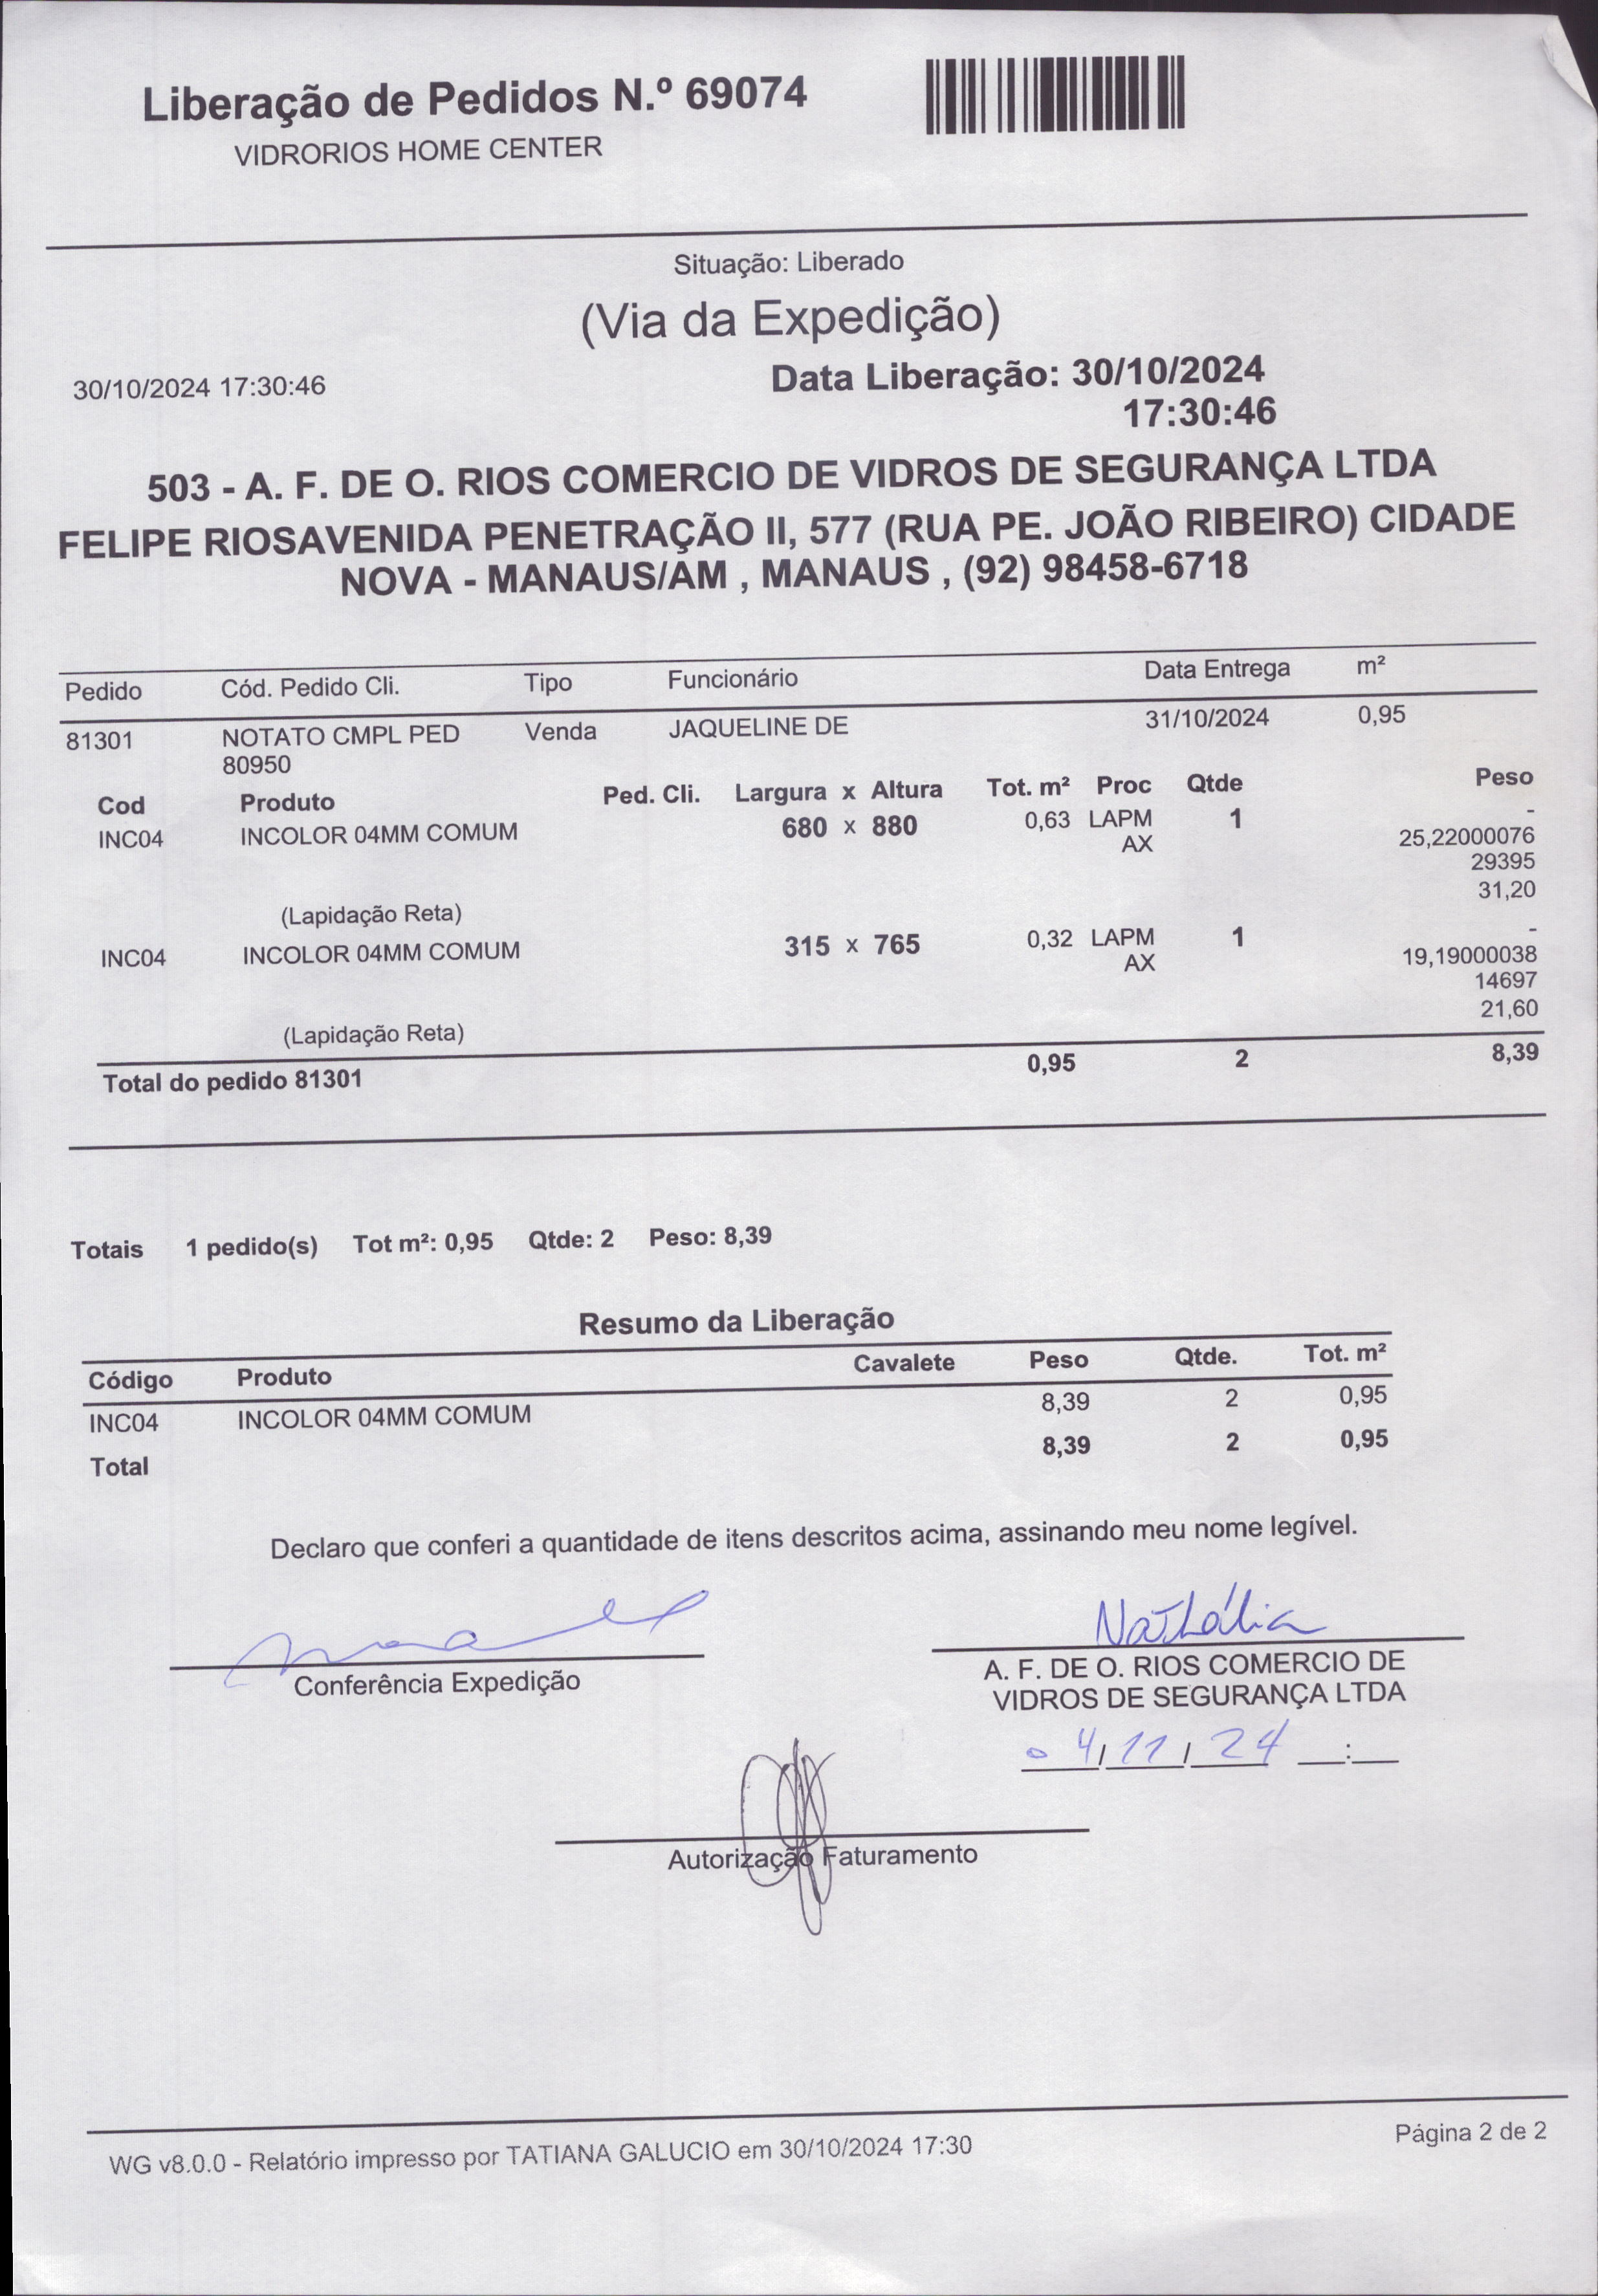 Liberação de Pedidos N.º 69074
VIDRORIOS HOME CENTER
Situação: Liberado
(Via da Expedição)
30/10/2024 17:30:46
Data Liberação: 30/10/2024
17:30:46
503 - A. F. DE O. RIOS COMERCIO DE VIDROS DE SEGURANÇA LTDA
FELIPE RIOSAVENIDA PENETRAÇÃO II, 577 (RUA PE. JOÃO RIBEIRO) CIDADE
NOVA - MANAUS/AM , MANAUS , (92) 98458-6718
Pedido Cód. Pedido Cli. Tipo Funcionário Data Entrega m²
81301 NOTATO CMPL PED Venda JAQUELINE DE 31/10/2024 0,95
80950
Cod Produto Ped. Cli. Largura x Altura Tot. m² Proc Qtde Peso
INC04 INCOLOR 04MM COMUM 680 x 880 0,63 LAPM 1 -
AX 25,22000076
29395
31,20
(Lapidação Reta)
INC04 INCOLOR 04MM COMUM 315 x 765 0,32 LAPM 1 -
AX 19,19000038
14697
21,60
(Lapidação Reta)
Total do pedido 81301 0,95 2 8,39
Totais 1 pedido(s) Tot m²: 0,95 Qtde: 2 Peso: 8,39
Resumo da Liberação
Código Produto Cavalete Peso Qtde. Tot. m²
INC04 INCOLOR 04MM COMUM 8,39 2 0,95
Total 8,39 2 0,95
Declaro que conferi a quantidade de itens descritos acima, assinando meu nome legível.
Nathália
Conferência Expedição
A. F. DE O. RIOS COMERCIO DE
VIDROS DE SEGURANÇA LTDA
04/11/24 __:__
Autorização Faturamento
WG v8.0.0 - Relatório impresso por TATIANA GALUCIO em 30/10/2024 17:30
Página 2 de 2